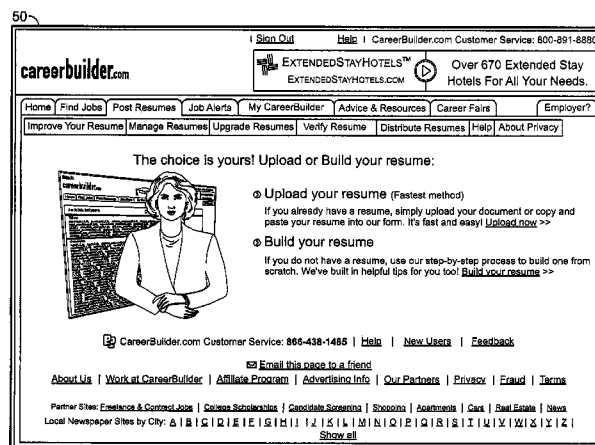 50
Sign Out Help | CareerBuilder.com Customer Service: 800-891-8880
careerbuilder.com
EXTENDEDSTAYHOTELS™
EXTENDEDSTAYHOTELS.COM
Over 670 Extended Stay
Hotels For All Your Needs.
Home Find Jobs Post Resumes Job Alerts My CareerBuilder Advice & Resources Career Fairs Employer?
Improve Your Resume Manage Resumes Upgrade Resumes Verify Resume Distribute Resumes Help About Privacy
The choice is yours! Upload or Build your resume:
careerbuilder.com
Upload your resume (Fastest method)
If you already have a resume, simply upload your document or copy and
paste your resume into our form. It's fast and easy! Upload now >>
Build your resume
If you do not have a resume, use our step-by-step process to build one from
scratch. We've built in helpful tips for you too! Build your resume >>
CareerBuilder.com Customer Service: 866-438-1485 | Help | New Users | Feedback
Email this page to a friend
About Us | Work at CareerBuilder | Affiliate Program | Advertising Info | Our Partners | Privacy | Fraud | Terms
Partner Sites: Freelance & Contract Jobs | College Scholarships | Candidate Screening | Shopping | Apartments | Cars | Real Estate | News
Local Newspaper Sites by City: A | B | C | D | E | F | G | H | I | J | K | L | M | N | O | P | Q | R | S | T | U | V | W | X | Y | Z |
Show all